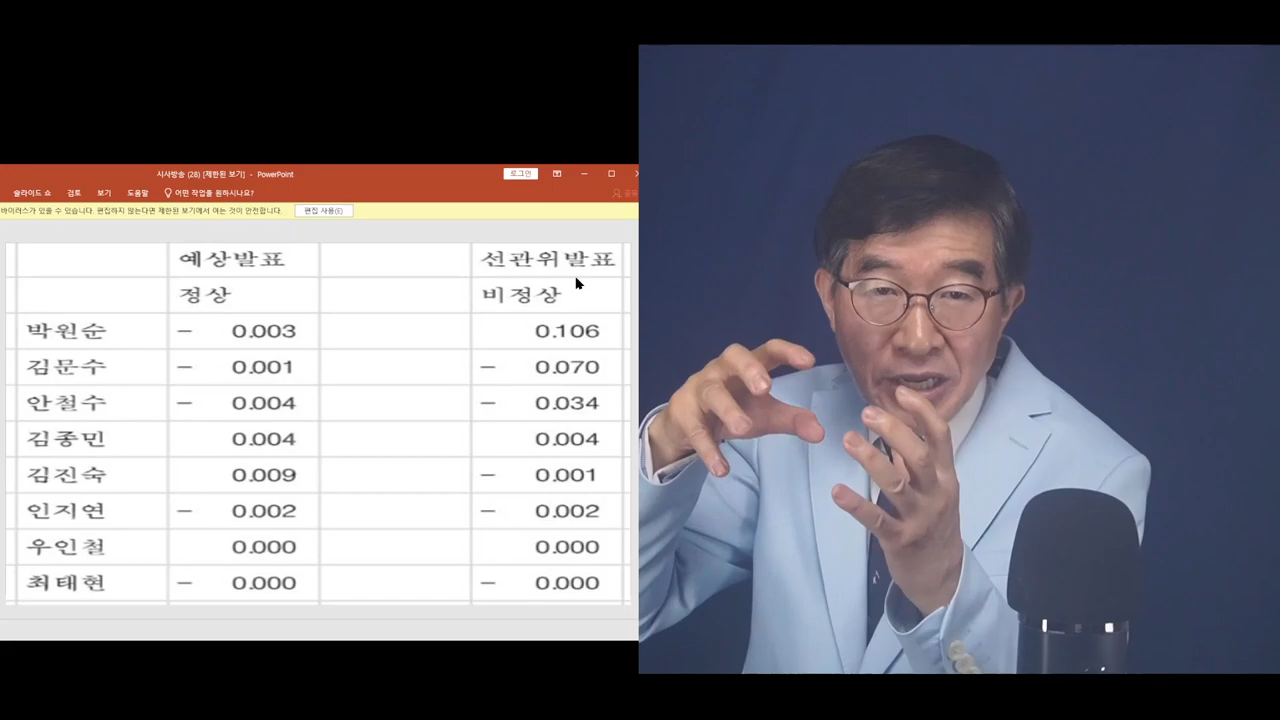 시사방송 (28) [제한된 보기] - PowerPoint 로그인
슬라이드 쇼 검토 보기 도움말 어떤 작업을 원하시나요?
바이러스가 있을 수 있습니다. 편집하지 않는다면 제한된 보기에서 여는 것이 안전합니다. 편집 사용(E)
예상발표 선관위발표
정상 비정상
박원순 - 0.003 0.106
김문수 - 0.001 - 0.070
안철수 - 0.004 - 0.034
김종민 0.004 0.004
김진숙 0.009 - 0.001
인지연 - 0.002 - 0.002
우인철 0.000 0.000
최태현 - 0.000 - 0.000